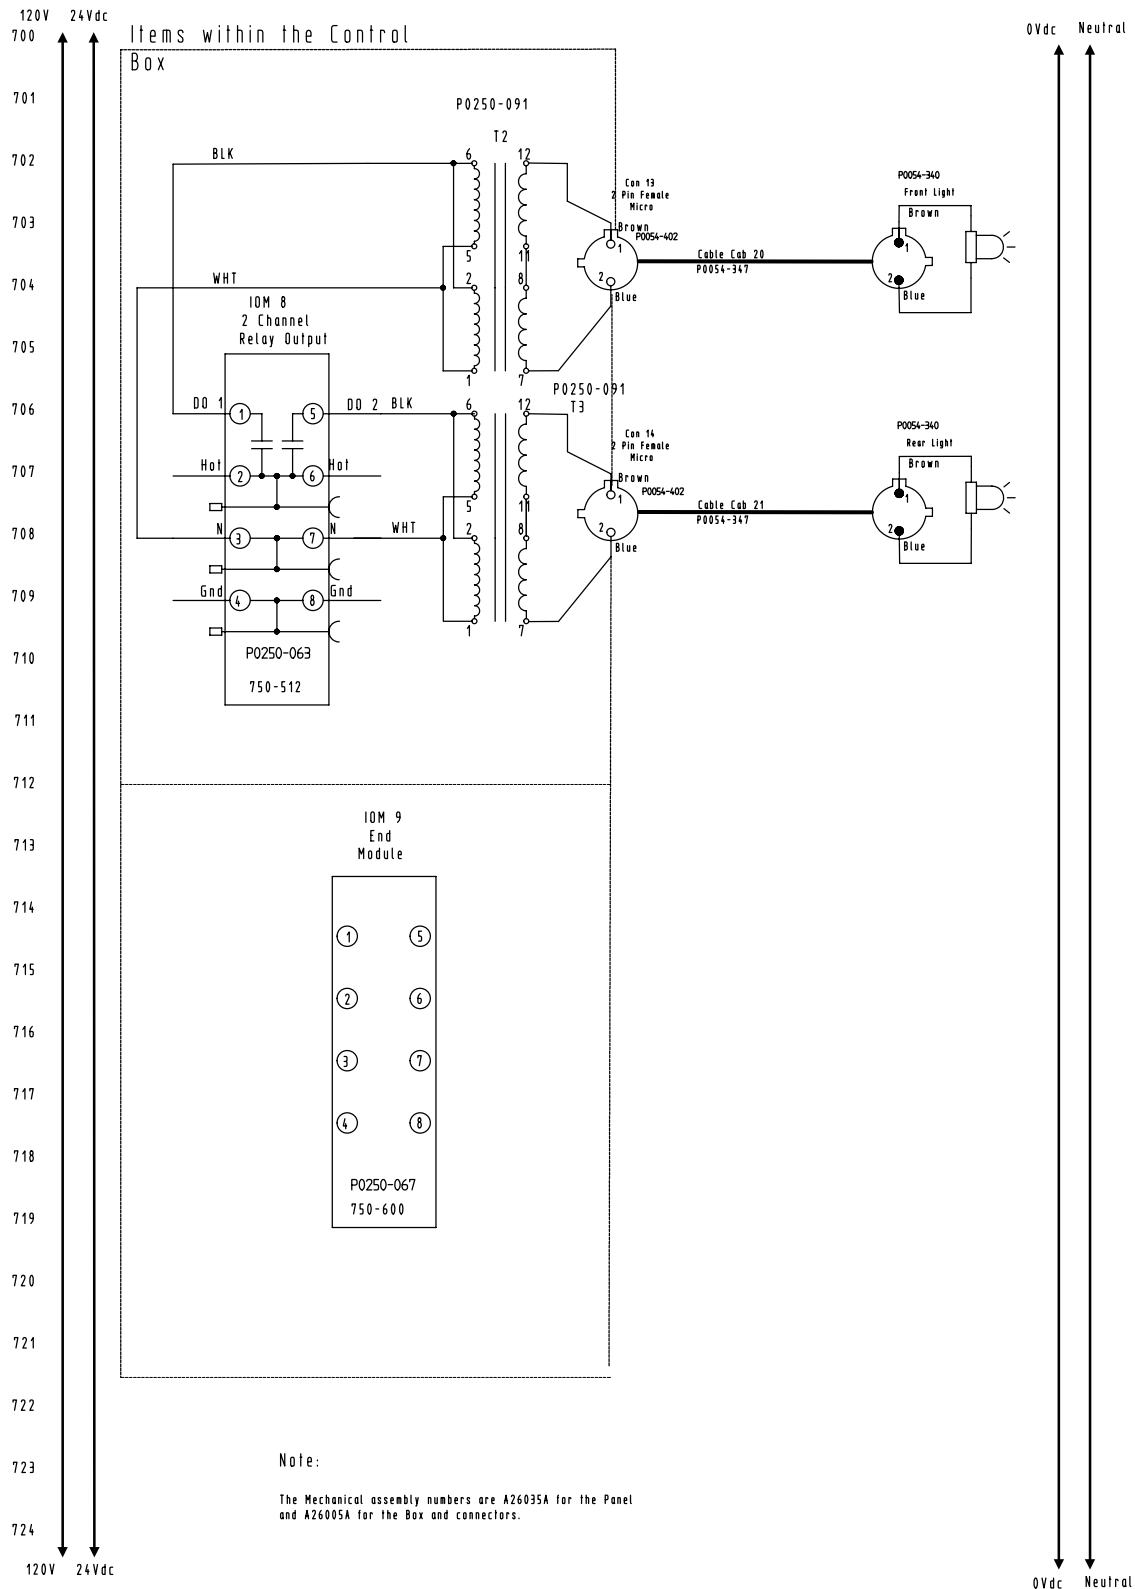 120V 24Vdc
700
Items within the Control
Box
0Vdc Neutral
701
P0250-091
T2
702
BLK
6 12
Con 13
2 Pin Female
Micro
P0054-340
Front Light
703
Brown
P0054-402
1
Brown
1
5 11
Cable Cab 20
P0054-347
704
WHT
2 8
2
Blue
2
Blue
IOM 8
2 Channel
Relay Output
705
1 7
P0250-091
T3
706
DO 1 1 5 DO 2 BLK
6 12
Con 14
2 Pin Female
Micro
P0054-340
Rear Light
707
Hot 2 6 Hot
Brown
P0054-402
1
Brown
1
5 11
Cable Cab 21
P0054-347
708
N 3 7 N WHT
2 8
2
Blue
2
Blue
709
Gnd 4 8 Gnd
1 7
710
P0250-063
750-512
711
712
713
IOM 9
End
Module
714
1 5
715
2 6
716
3 7
717
4 8
718
P0250-067
719
750-600
720
721
722
723
Note:
The Mechanical assembly numbers are A26035A for the Panel
and A26005A for the Box and connectors.
724
120V 24Vdc
0Vdc Neutral